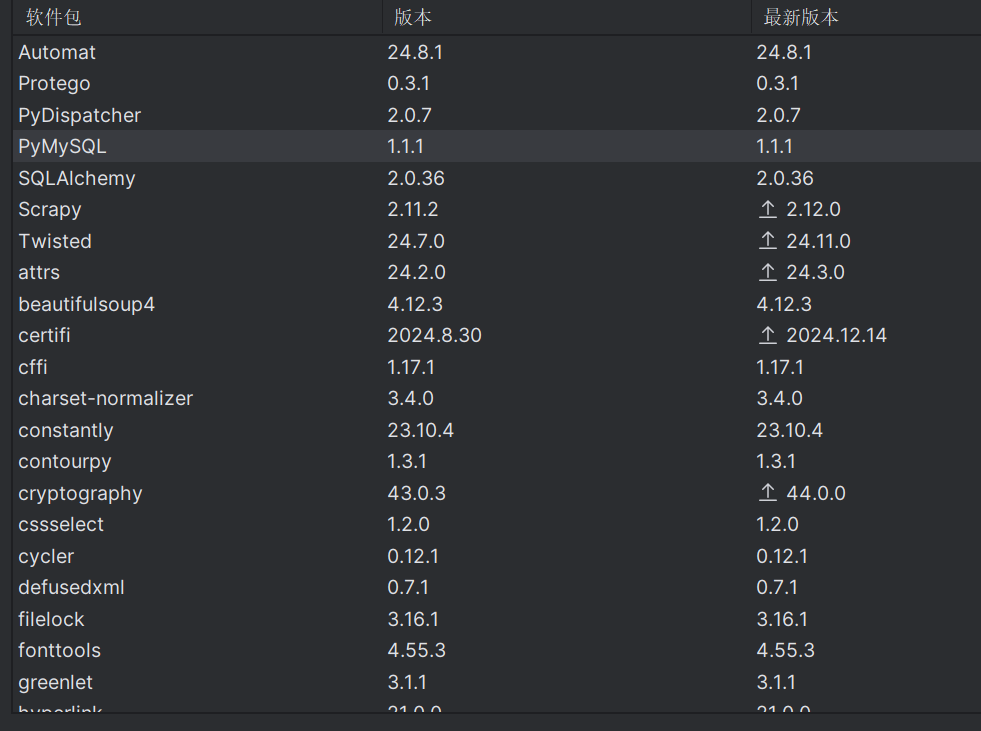 软件包 版本 最新版本
Automat 24.8.1 24.8.1
Protego 0.3.1 0.3.1
PyDispatcher 2.0.7 2.0.7
PyMySQL 1.1.1 1.1.1
SQLAlchemy 2.0.36 2.0.36
Scrapy 2.11.2 2.12.0
Twisted 24.7.0 24.11.0
attrs 24.2.0 24.3.0
beautifulsoup4 4.12.3 4.12.3
certifi 2024.8.30 2024.12.14
cffi 1.17.1 1.17.1
charset-normalizer 3.4.0 3.4.0
constantly 23.10.4 23.10.4
contourpy 1.3.1 1.3.1
cryptography 43.0.3 44.0.0
cssselect 1.2.0 1.2.0
cycler 0.12.1 0.12.1
defusedxml 0.7.1 0.7.1
filelock 3.16.1 3.16.1
fonttools 4.55.3 4.55.3
greenlet 3.1.1 3.1.1
hyperlink 21.0.0 21.0.0